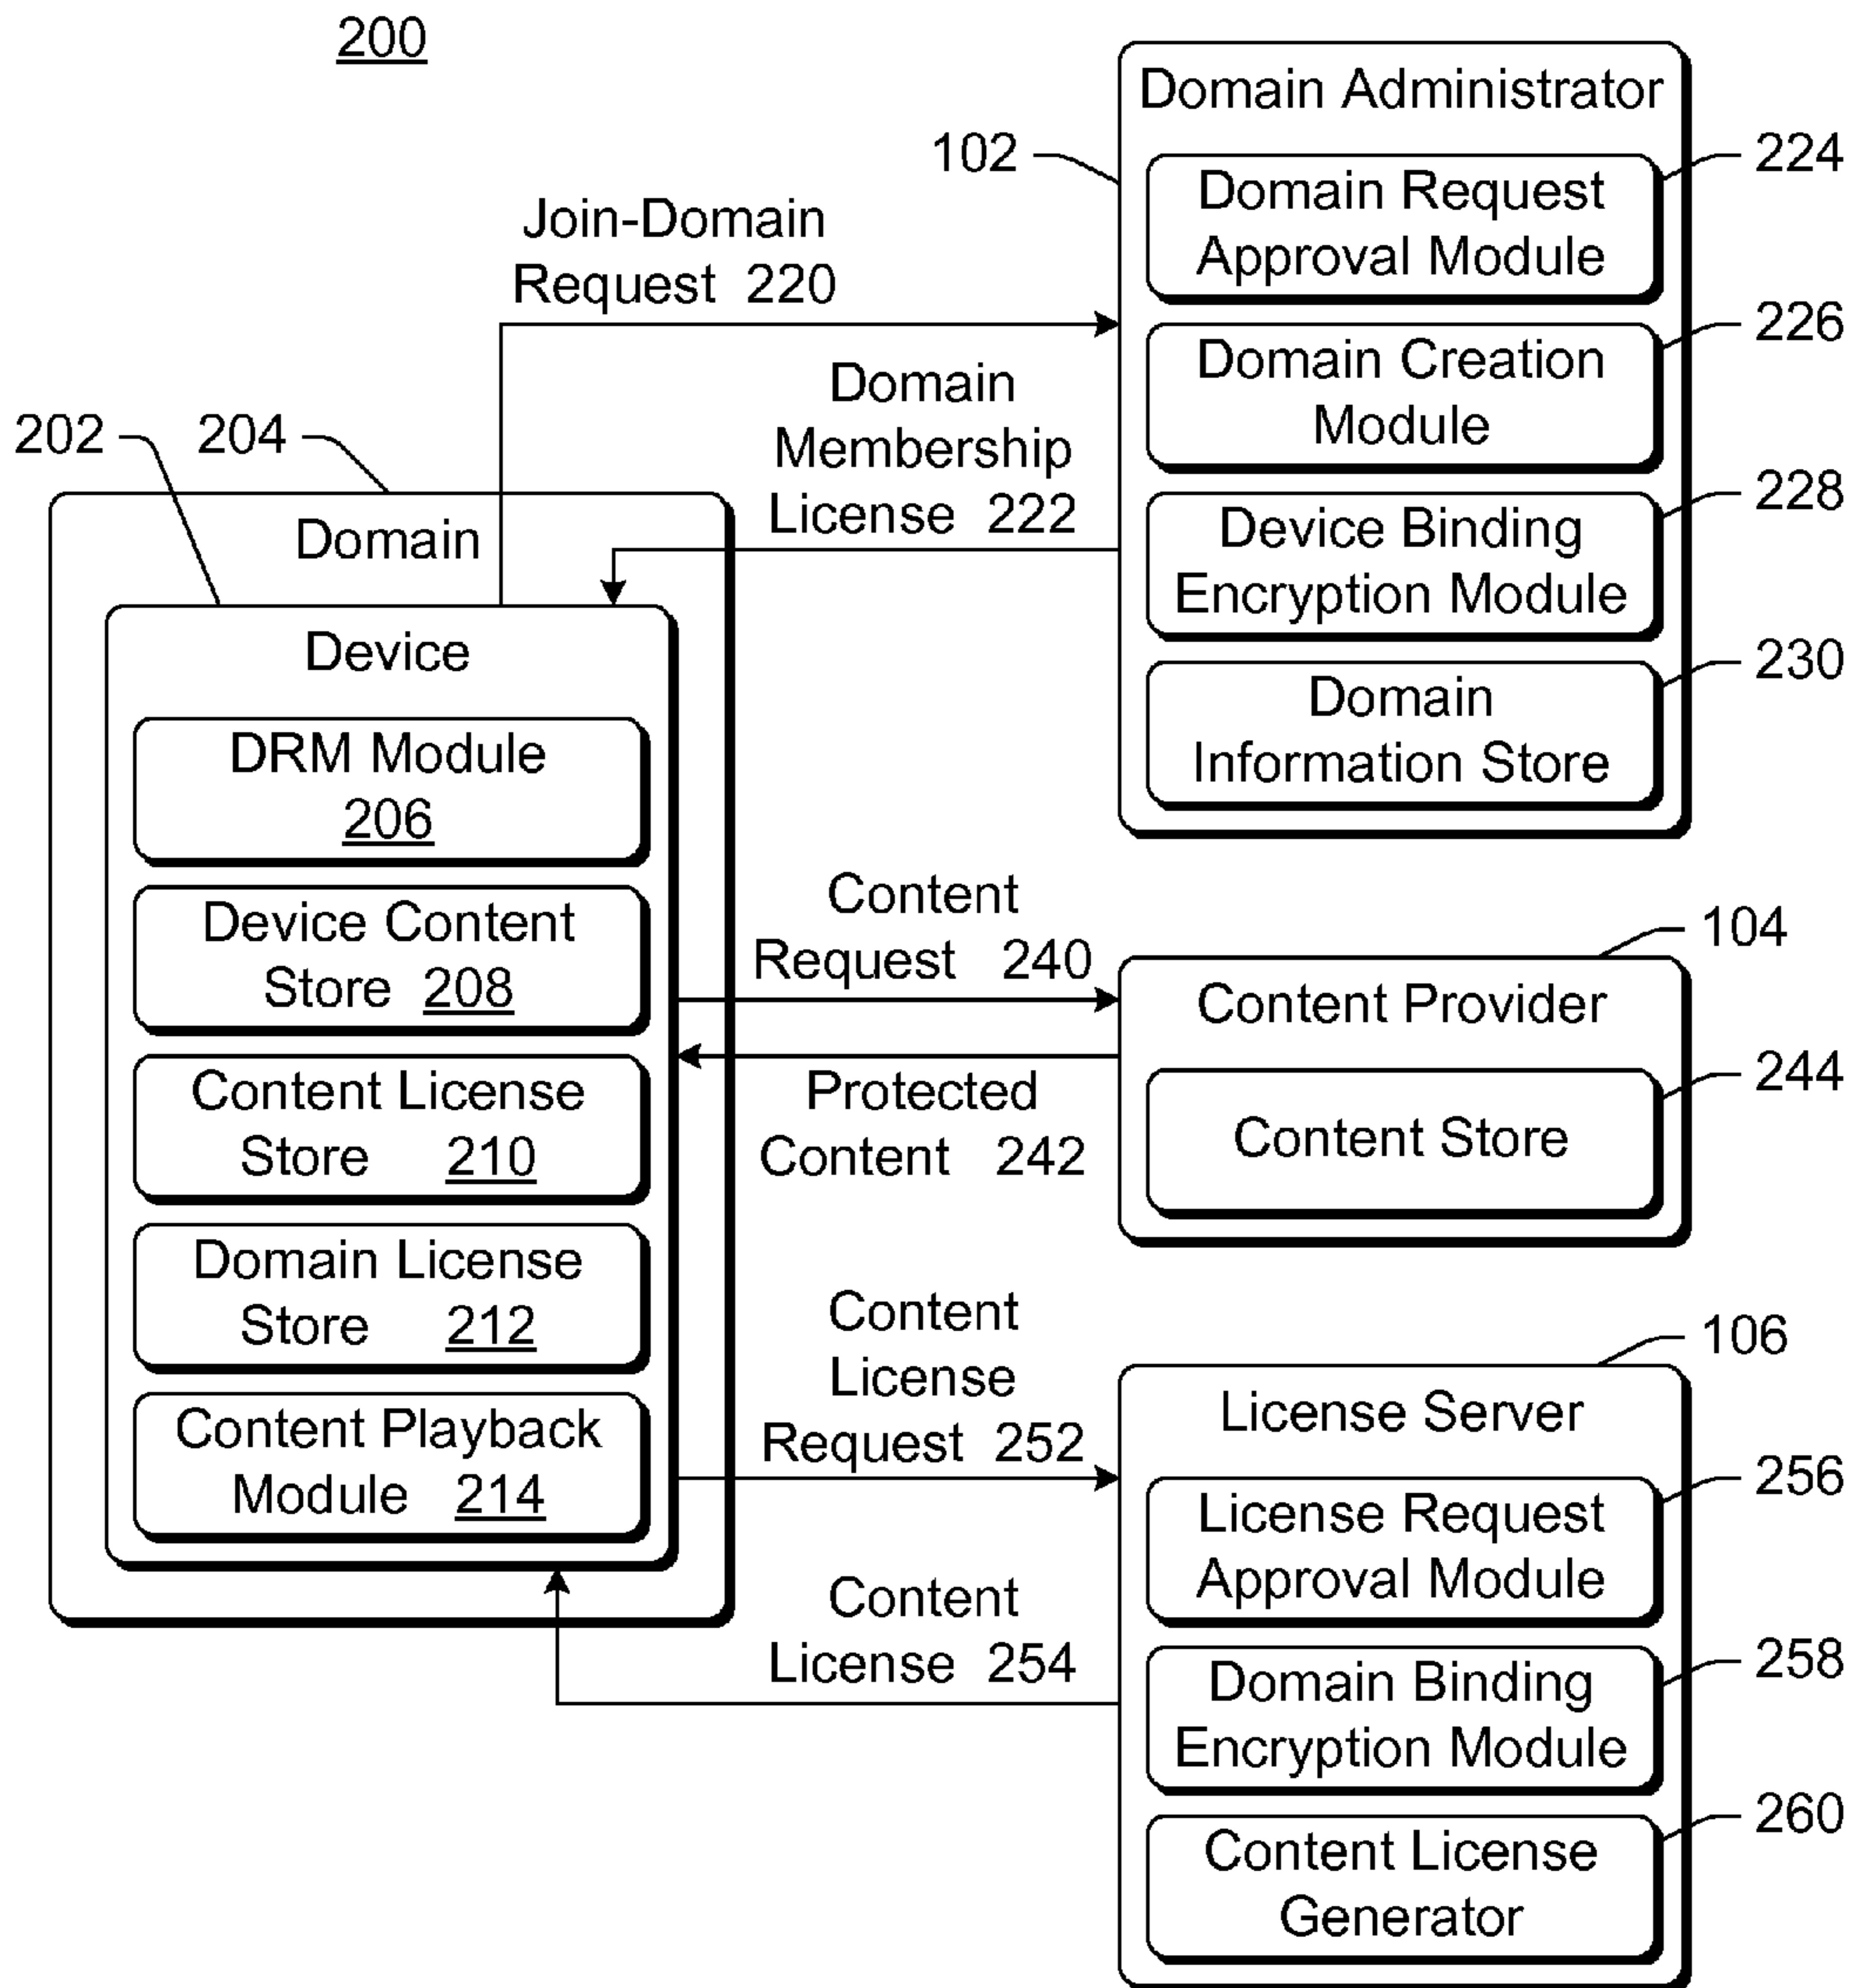 200
Domain Administrator
102
224
Domain Request
Approval Module
226
Domain Creation
Module
228
Device Binding
Encryption Module
230
Domain
Information Store
Join-Domain
Request 220
Domain
Membership
License 222
202
204
Domain
Device
DRM Module
206
Device Content
Store 208
Content License
Store 210
Domain License
Store 212
Content Playback
Module 214
Content
Request 240
Protected
Content 242
104
Content Provider
244
Content Store
Content
License
Request 252
Content
License 254
106
License Server
256
License Request
Approval Module
258
Domain Binding
Encryption Module
260
Content License
Generator